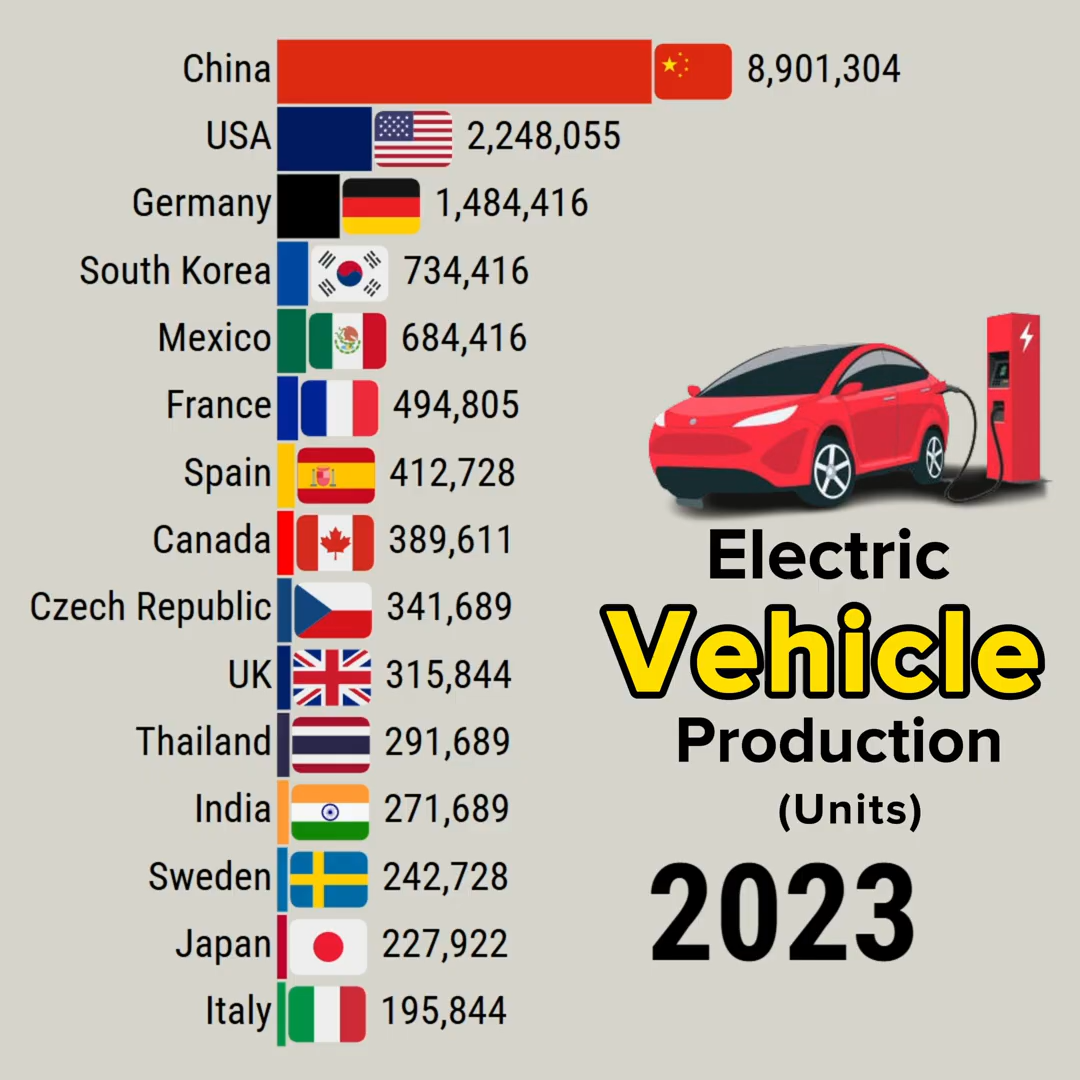 China 8,901,304
USA 2,248,055
Germany 1,484,416
South Korea 734,416
Mexico 684,416
France 494,805
Spain 412,728
Canada 389,611
Czech Republic 341,689
UK 315,844
Thailand 291,689
India 271,689
Sweden 242,728
Japan 227,922
Italy 195,844
Electric
Vehicle
Production
(Units)
2023